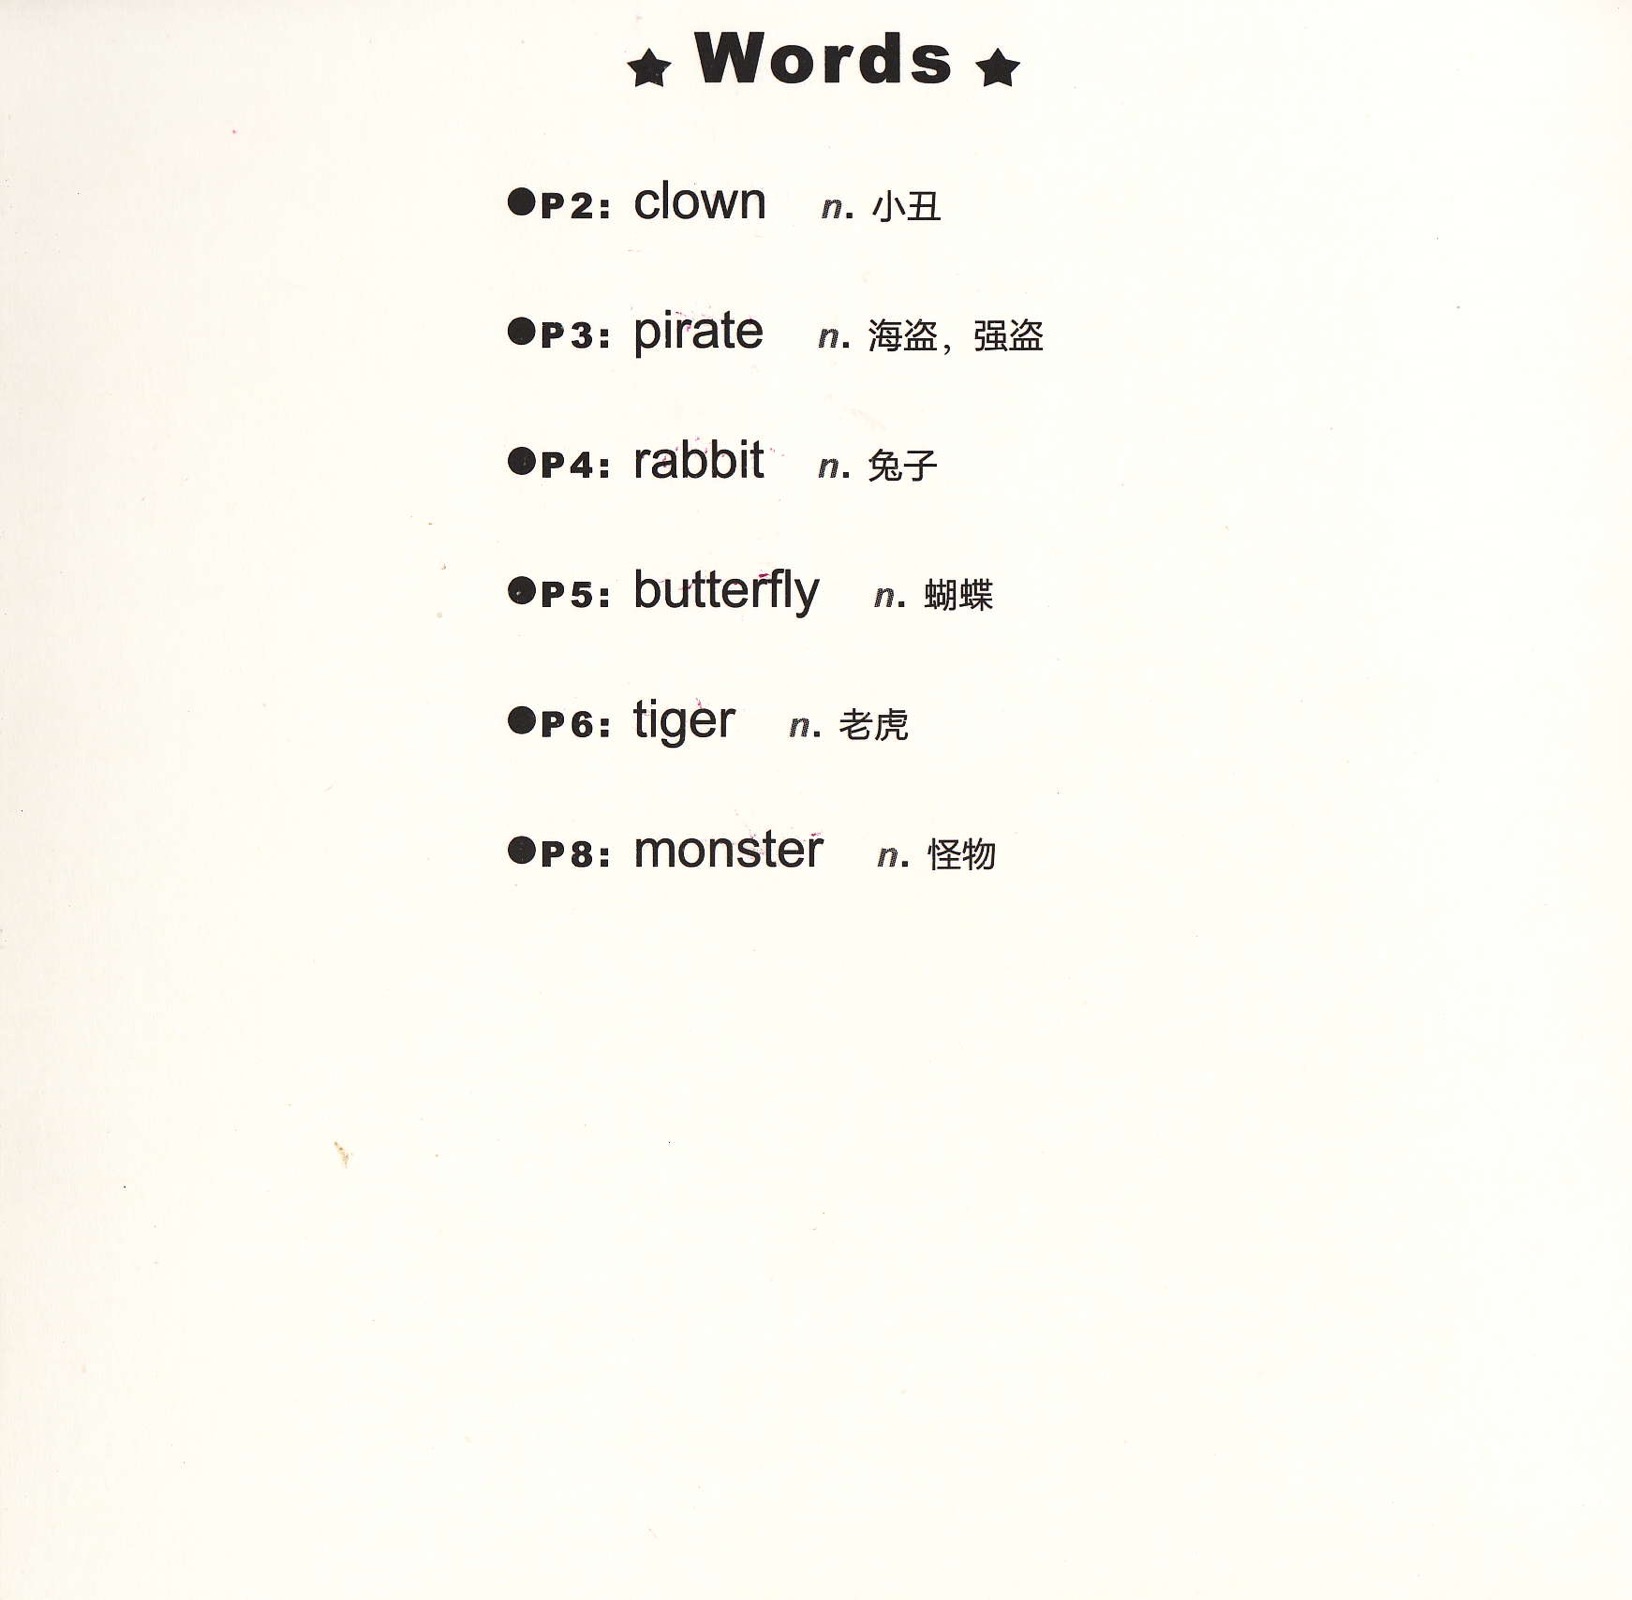 ★ Words ★
●P2: clown n. 小丑
●P3: pirate n. 海盗，强盗
●P4: rabbit n. 兔子
●P5: butterfly n. 蝴蝶
●P6: tiger n. 老虎
●P8: monster n. 怪物